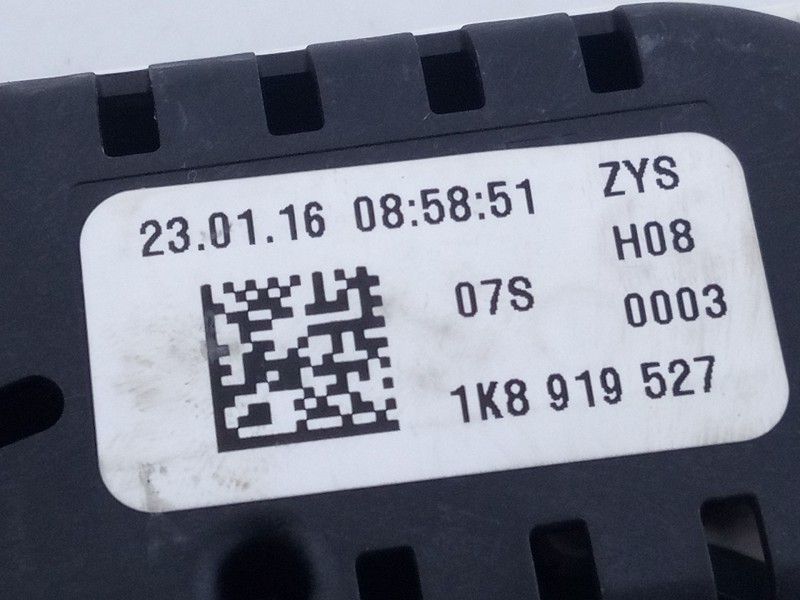 23.01.16 08:58:51 ZYS
H08
07S 0003
1K8 919 527